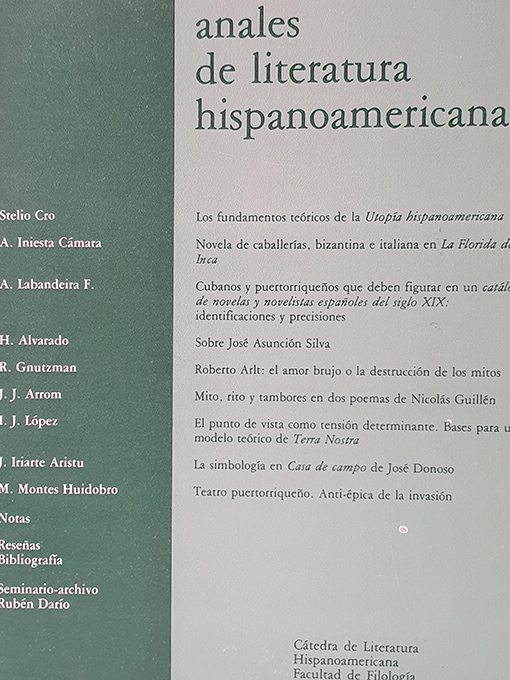 anales
de literatura
hispanoamericana
Stelio Cro
Los fundamentos teóricos de la Utopía hispanoamericana
A. Iniesta Cámara
Novela de caballerías, bizantina e italiana en La Florida de
Inca
A. Labandeira F.
Cubanos y puertorriqueños que deben figurar en un
de novelas y novelistas españoles del siglo XIX:
identificaciones y precisiones
H. Alvarado
Sobre José Asunción Silva
R. Gnutzman
Roberto Arlt: el amor brujo o la destrucción de los mitos
J. J. Arrom
Mito, rito y tambores en dos poemas de Nicolás Guillén
I. J. López
El punto de vista como tensión determinante. Bases para
modelo teórico de Terra Nostra
J. Iriarte Aristu
La simbología en Casa de campo de José Donoso
M. Montes Huidobro
Teatro puertorriqueño. Anti-épica de la invasión
Notas
Reseñas
Bibliografía
Seminario-archivo
Rubén Darío
Cátedra de Literatura
Hispanoamericana
Facultad de Filología